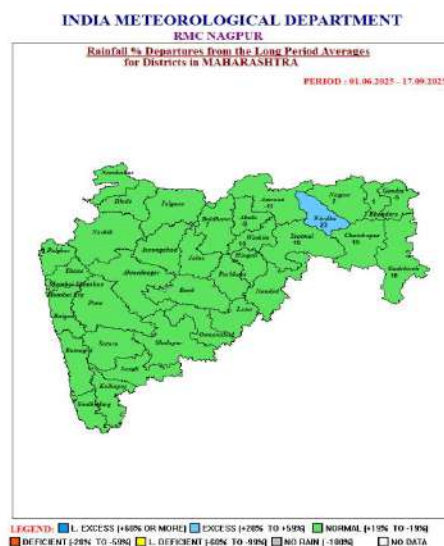 INDIA METEOROLOGICAL DEPARTMENT
RMC NAGPUR
Rainfall % Departures from the Long Period Averages
for Districts in MAHARASHTRA
PERIOD : 01.06.2025 - 17.09.2025
Nandurbar
Dhule
Jalgaon
Buldhana
Akola
Amravati
Nagpur
Gondia
Bhandara
Wardha
Nashik
Aurangabad
Jalna
Washim
Hingoli
Yavatmal
Chandrapur
Palghar
Thane
Ahmednagar
Parbhani
Nanded
Gadchiroli
Pune
Beed
Latur
Raigad
Satara
Solapur
Ratnagiri
Sangli
Kolhapur
LEGEND: L. EXCESS [+60% OR MORE] EXCESS [+20% TO +59%] NORMAL [+19% TO -19%]
DEFICIENT [-20% TO -59%] L. DEFICIENT [-60% TO -99%] NO RAIN [-100%] NO DATA